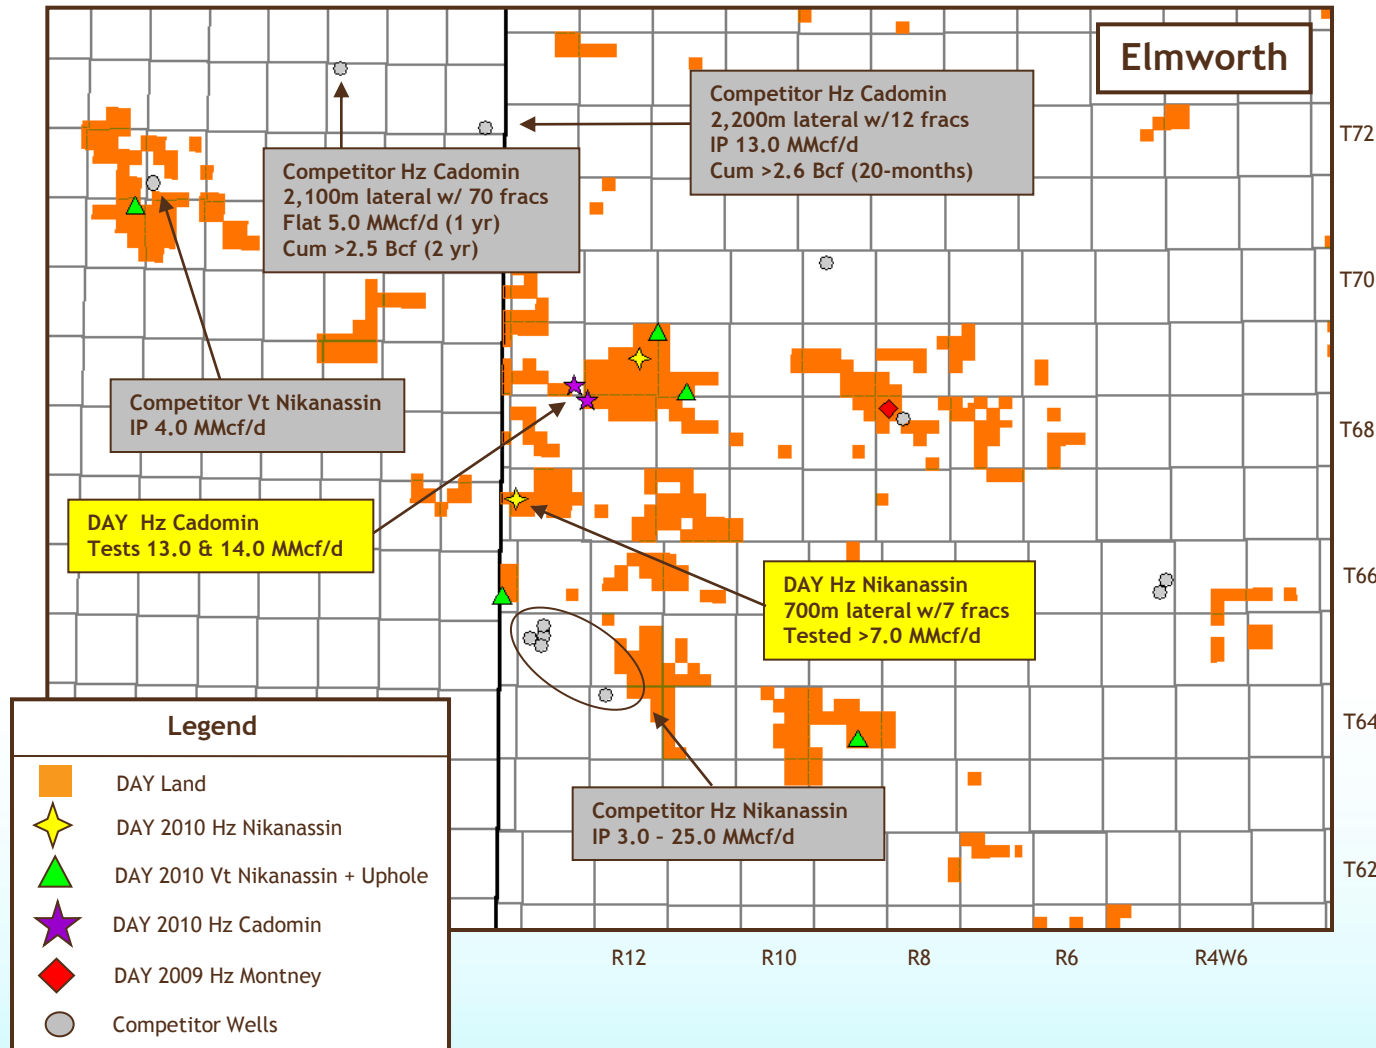 Elmworth
Competitor Hz Cadomin
2,200m lateral w/12 fracs
IP 13.0 MMcf/d
Cum >2.6 Bcf (20-months)
Competitor Hz Cadomin
2,100m lateral w/ 70 fracs
Flat 5.0 MMcf/d (1 yr)
Cum >2.5 Bcf (2 yr)
Competitor Vt Nikanassin
IP 4.0 MMcf/d
DAY Hz Cadomin
Tests 13.0 & 14.0 MMcf/d
DAY Hz Nikanassin
700m lateral w/7 fracs
Tested >7.0 MMcf/d
Competitor Hz Nikanassin
IP 3.0 - 25.0 MMcf/d
T72
T70
T68
T66
T64
T62
R12
R10
R8
R6
R4W6
Legend
DAY Land
DAY 2010 Hz Nikanassin
DAY 2010 Vt Nikanassin + Uphole
DAY 2010 Hz Cadomin
DAY 2009 Hz Montney
Competitor Wells